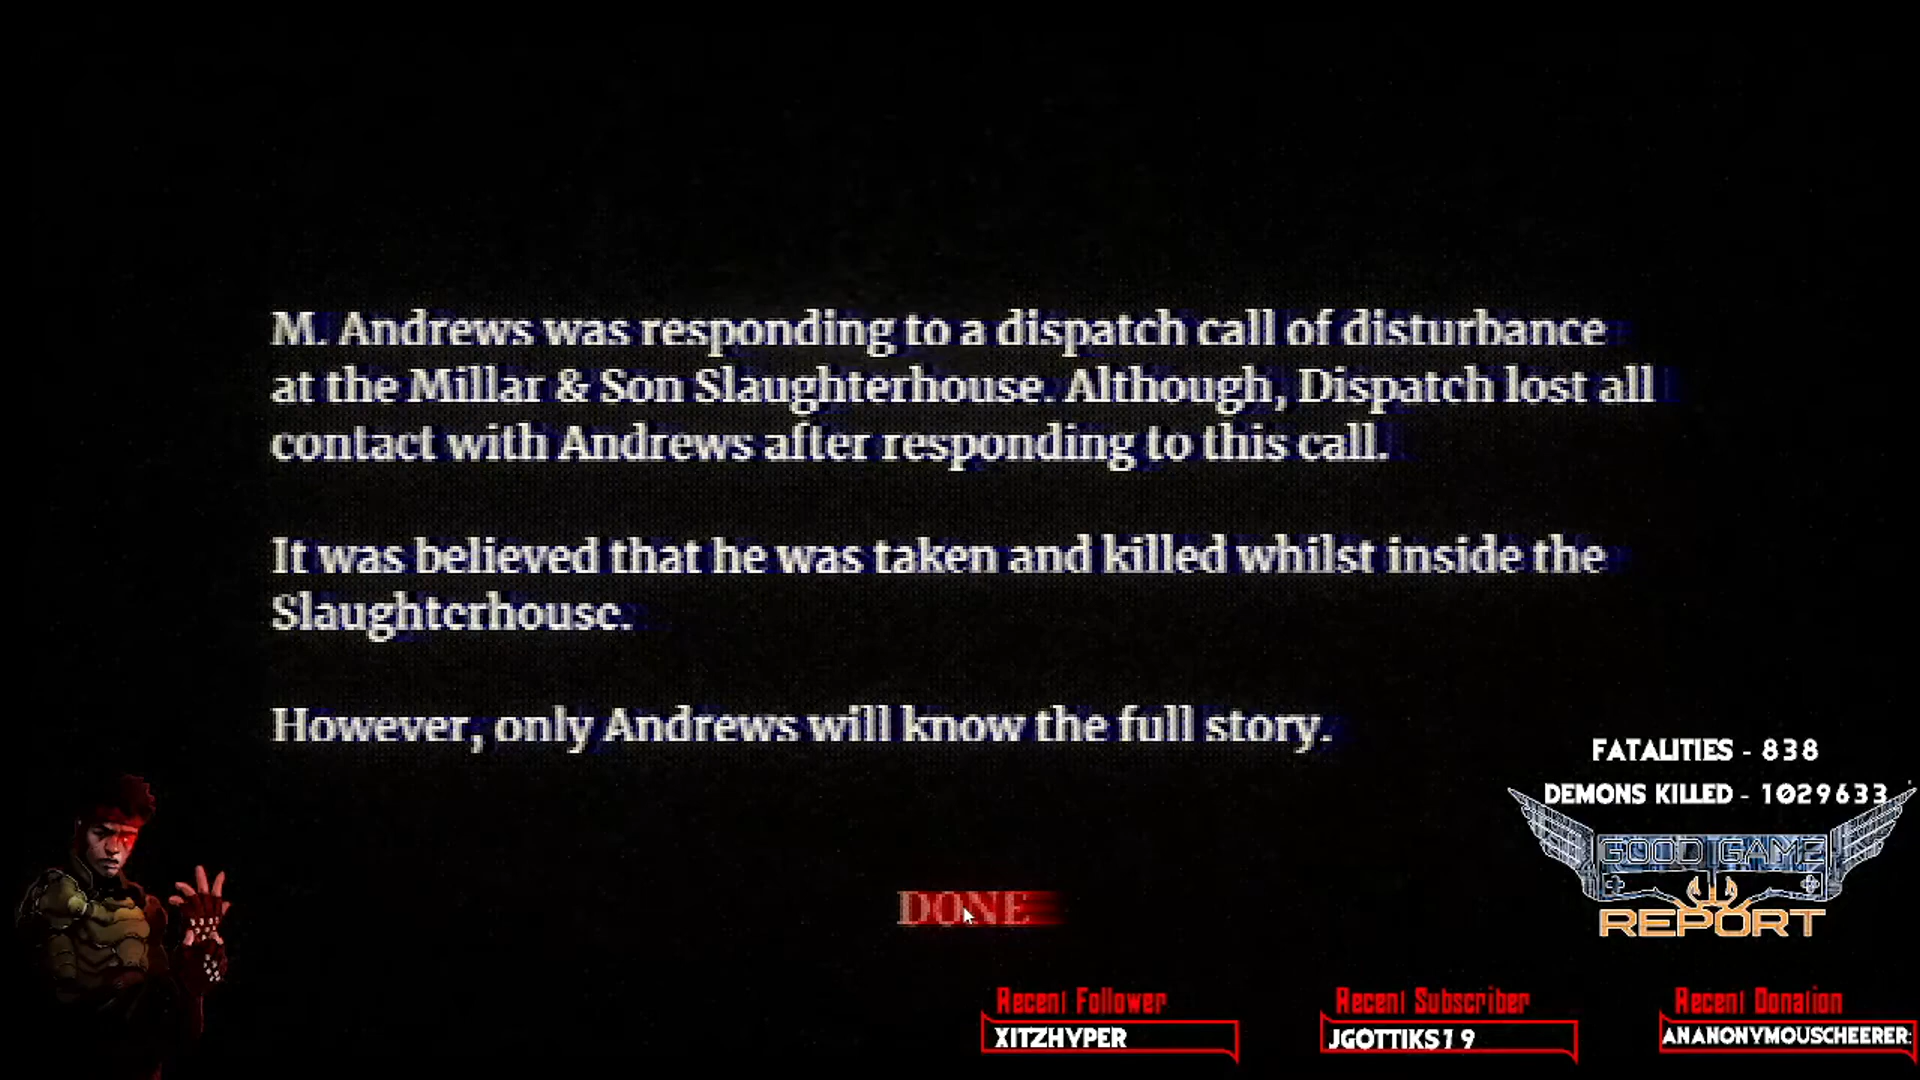 M. Andrews was responding to a dispatch call of disturbance
at the Millar & Son Slaughterhouse. Although, Dispatch lost all
contact with Andrews after responding to this call.
It was believed that he was taken and killed whilst inside the
Slaughterhouse.
However, only Andrews will know the full story.
FATALITIES - 838
DEMONS KILLED - 1029633
GOOD GAME
REPORT
DONE
Recent Follower
XITZHYPER
Recent Subscriber
JGOTTIKS19
Recent Donation
ANANONYMOUSCHEERER: